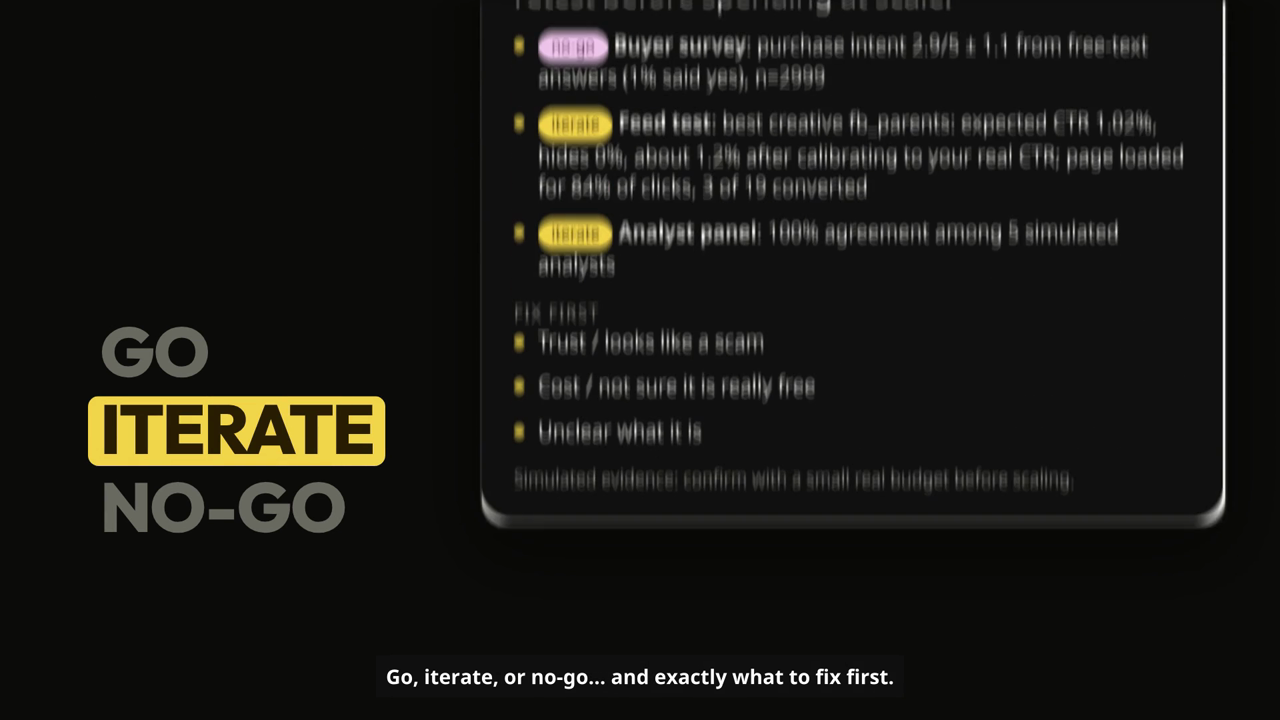 retest before spending at scale.
no-go Buyer survey: purchase intent 2.9/5 ± 1.1 from free-text
answers (1% said yes), n=2999
iterate Feed test: best creative fb_parents: expected CTR 1.02%,
hides 0%, about 1.2% after calibrating to your real CTR; page loaded
for 84% of clicks, 3 of 19 converted
iterate Analyst panel: 100% agreement among 5 simulated
analysts
FIX FIRST
Trust / looks like a scam
Cost / not sure it is really free
Unclear what it is
Simulated evidence: confirm with a small real budget before scaling.
GO
ITERATE
NO-GO
Go, iterate, or no-go... and exactly what to fix first.